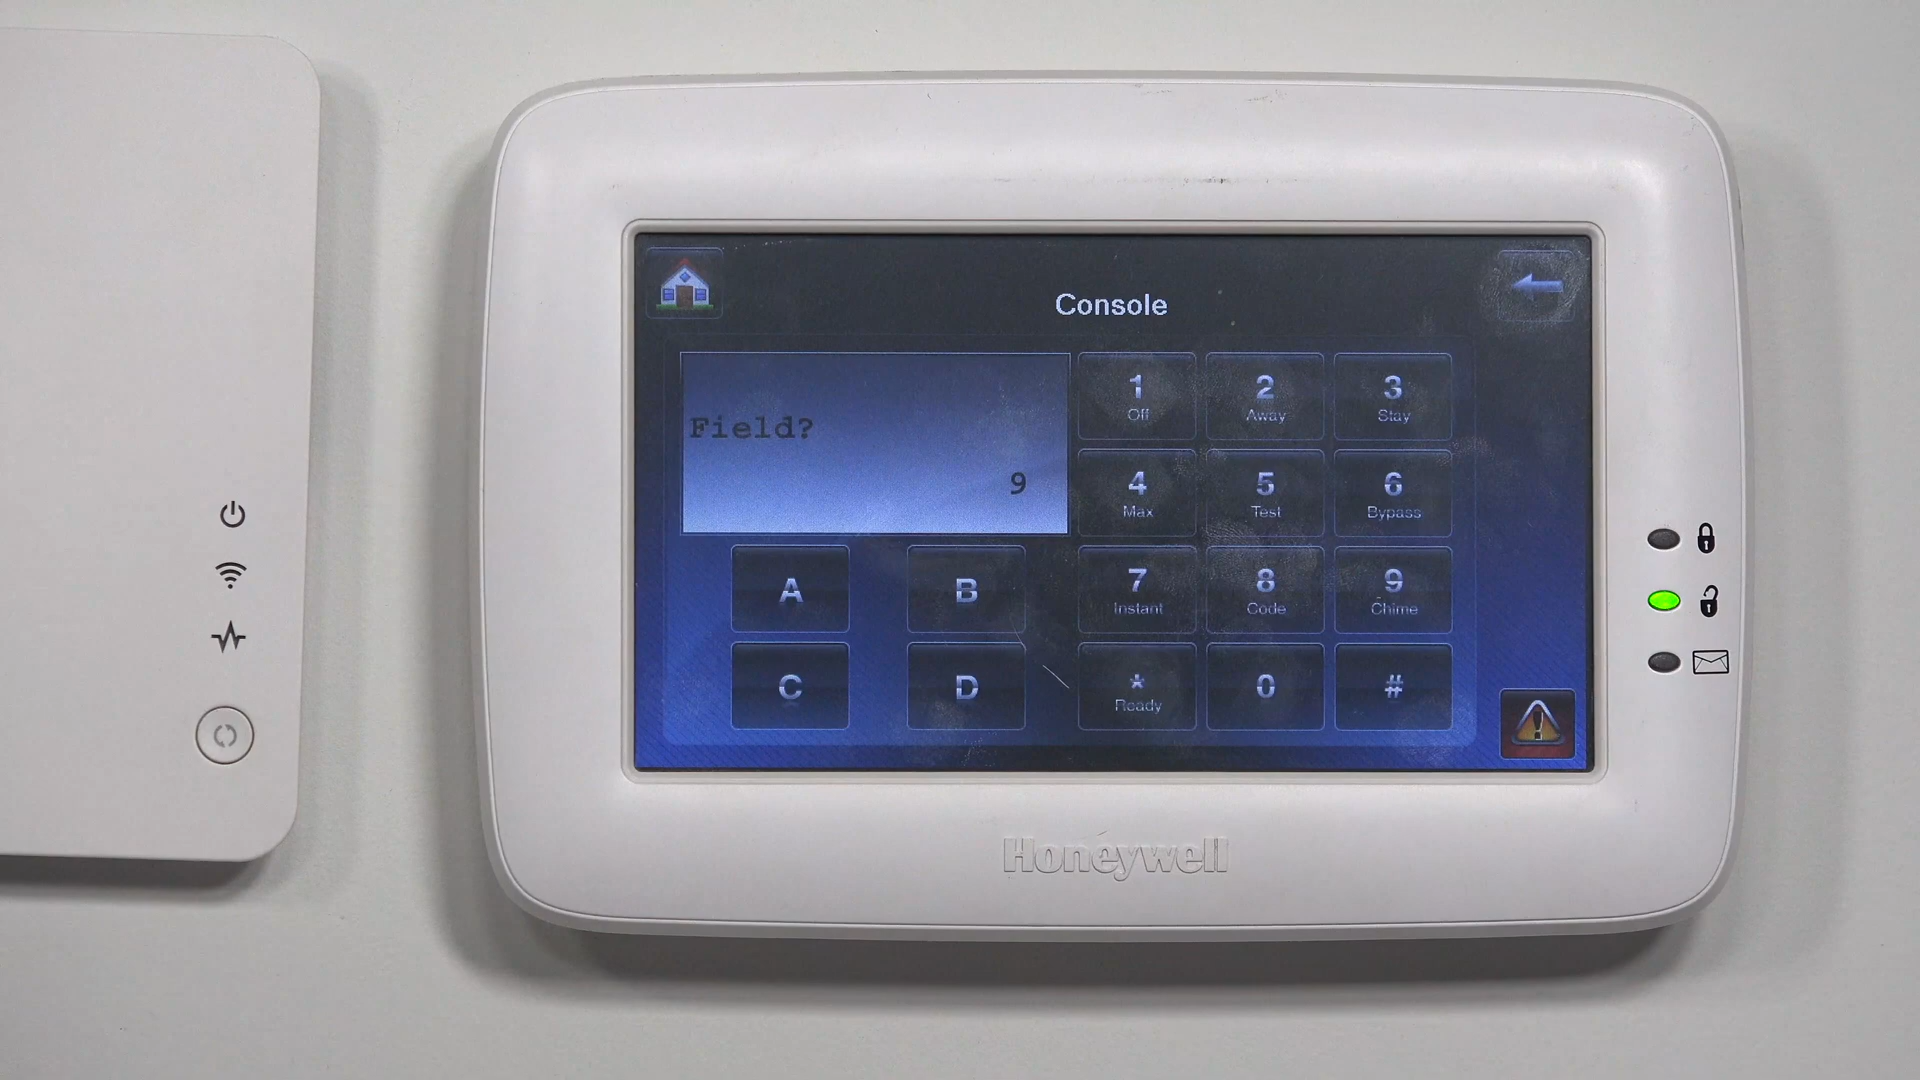 Console
Field?
9
1
Off
2
Away
3
Stay
4
Max
5
Test
6
Bypass
A
B
7
Instant
8
Code
9
Chime
C
D
*
Ready
0
#
Honeywell